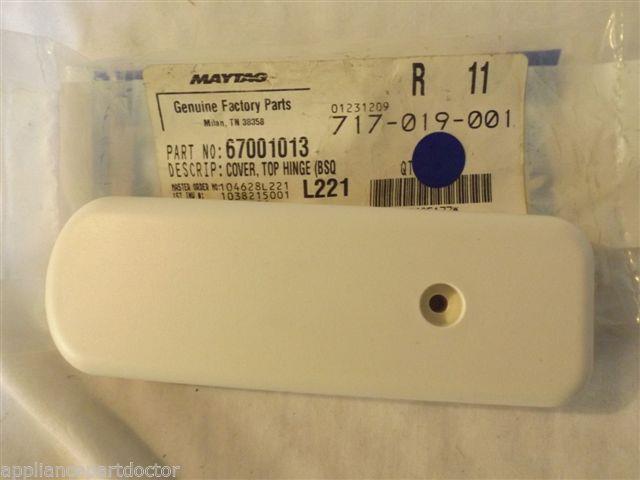 MAYTAG
R 11
Genuine Factory Parts
01231209
Milan, TN 38358
717-019-001
PART NO: 67001013
DESCRIP: COVER, TOP HINGE (BSQ
QT
MASTER ORDER NO: 104628L221 L221
1038215001
appliancepartdoctor